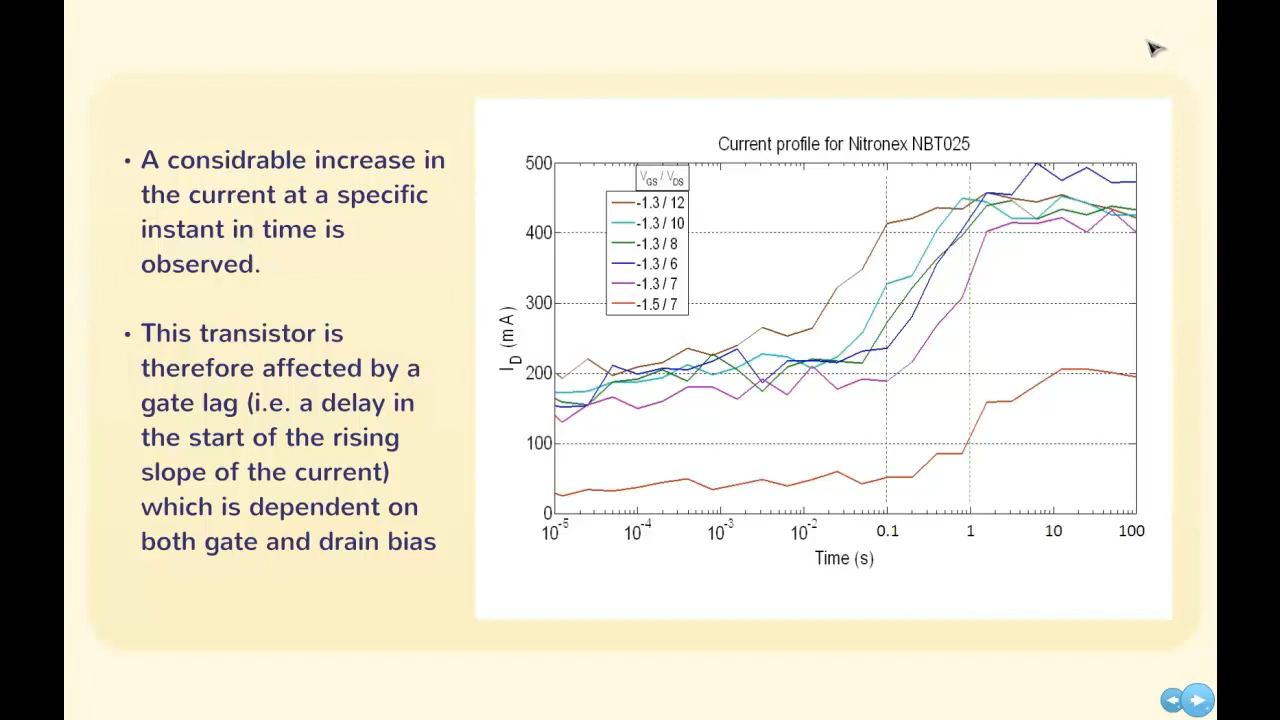 • A considrable increase in
the current at a specific
instant in time is
observed.
• This transistor is
therefore affected by a
gate lag (i.e. a delay in
the start of the rising
slope of the current)
which is dependent on
both gate and drain bias
Current profile for Nitronex NBT025
V_GS / V_DS
-1.3 / 12
-1.3 / 10
-1.3 / 8
-1.3 / 6
-1.3 / 7
-1.5 / 7
I_D (mA)
500
400
300
200
100
0
10^-5 10^-4 10^-3 10^-2 0.1 1 10 100
Time (s)